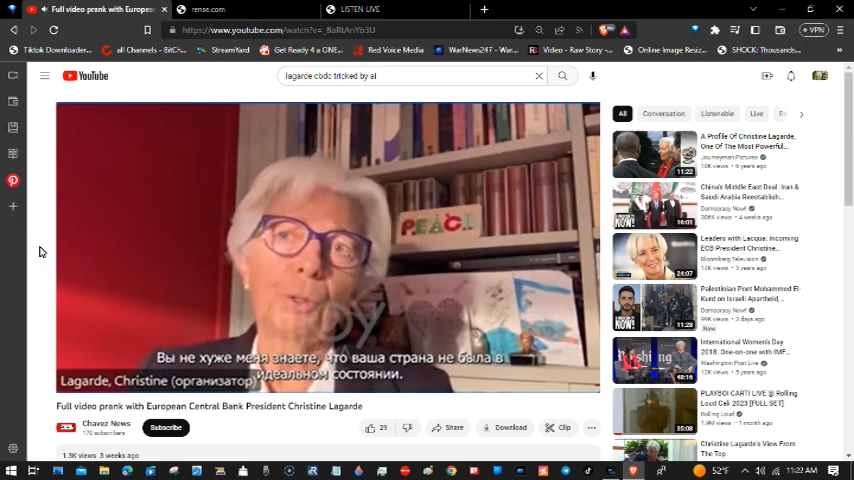 Full video prank with European
rense.com
LISTEN LIVE
https://www.youtube.com/watch?v=_BaRtAnYb3U
VPN
Tiktok Downloader...
all Channels - BitCh...
StreamYard
Get Ready 4 a ONE...
Red Voice Media
WarNews247 - War...
Video - Raw Story -...
Online Image Resiz...
SHOCK: Thousands...
YouTube
lagarde cbdc tricked by ai
All
Conversation
Listenable
Live
PEACE
Вы не хуже меня знаете, что ваша страна не была в
идеальном состоянии.
Lagarde, Christine (организатор)
Full video prank with European Central Bank President Christine Lagarde
Chavez News
170 subscribers
Subscribe
29
Share
Download
Clip
1.3K views 3 weeks ago
A Profile Of Christine Lagarde,
One Of The Most Powerful...
Journeyman Pictures
18K views • 6 years ago
11:22
China's Middle East Deal: Iran &
Saudi Arabia Reestablish...
Democracy Now!
306K views • 4 weeks ago
16:01
Leaders with Lacqua: Incoming
ECB President Christine...
Bloomberg Television
14K views • 3 years ago
24:07
Palestinian Poet Mohammed El-
Kurd on Israeli Apartheid,...
Democracy Now!
99K views • 3 days ago
New
11:28
International Women's Day
2018: One-on-one with IMF...
Washington Post Live
12K views • 5 years ago
48:16
PLAYBOI CARTI LIVE @ Rolling
Loud Cali 2023 [FULL SET]
Rolling Loud
1.9M views • 1 month ago
35:08
Christine Lagarde's View From
The Top
52°F
11:22 AM